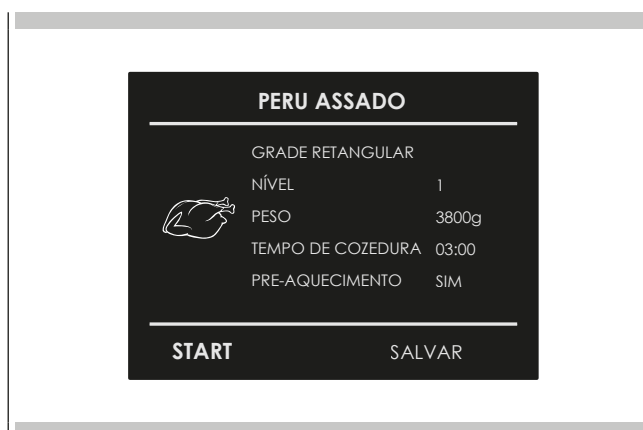 PERU ASSADO
GRADE RETANGULAR
NÍVEL 1
PESO 3800g
TEMPO DE COZEDURA 03:00
PRE-AQUECIMENTO SIM
START SALVAR